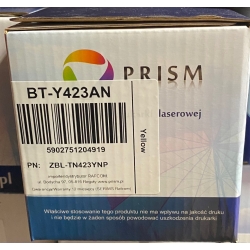 PRISM
laserowej
BT-Y423AN
5902751204919
PN: ZBL-TN423YNP
Yellow
Właściwe stosowanie tego produktu nie ma wpływu na jakość druku
i nie będzie w żaden sposób powodować uszkodzenia drukarki
.pl